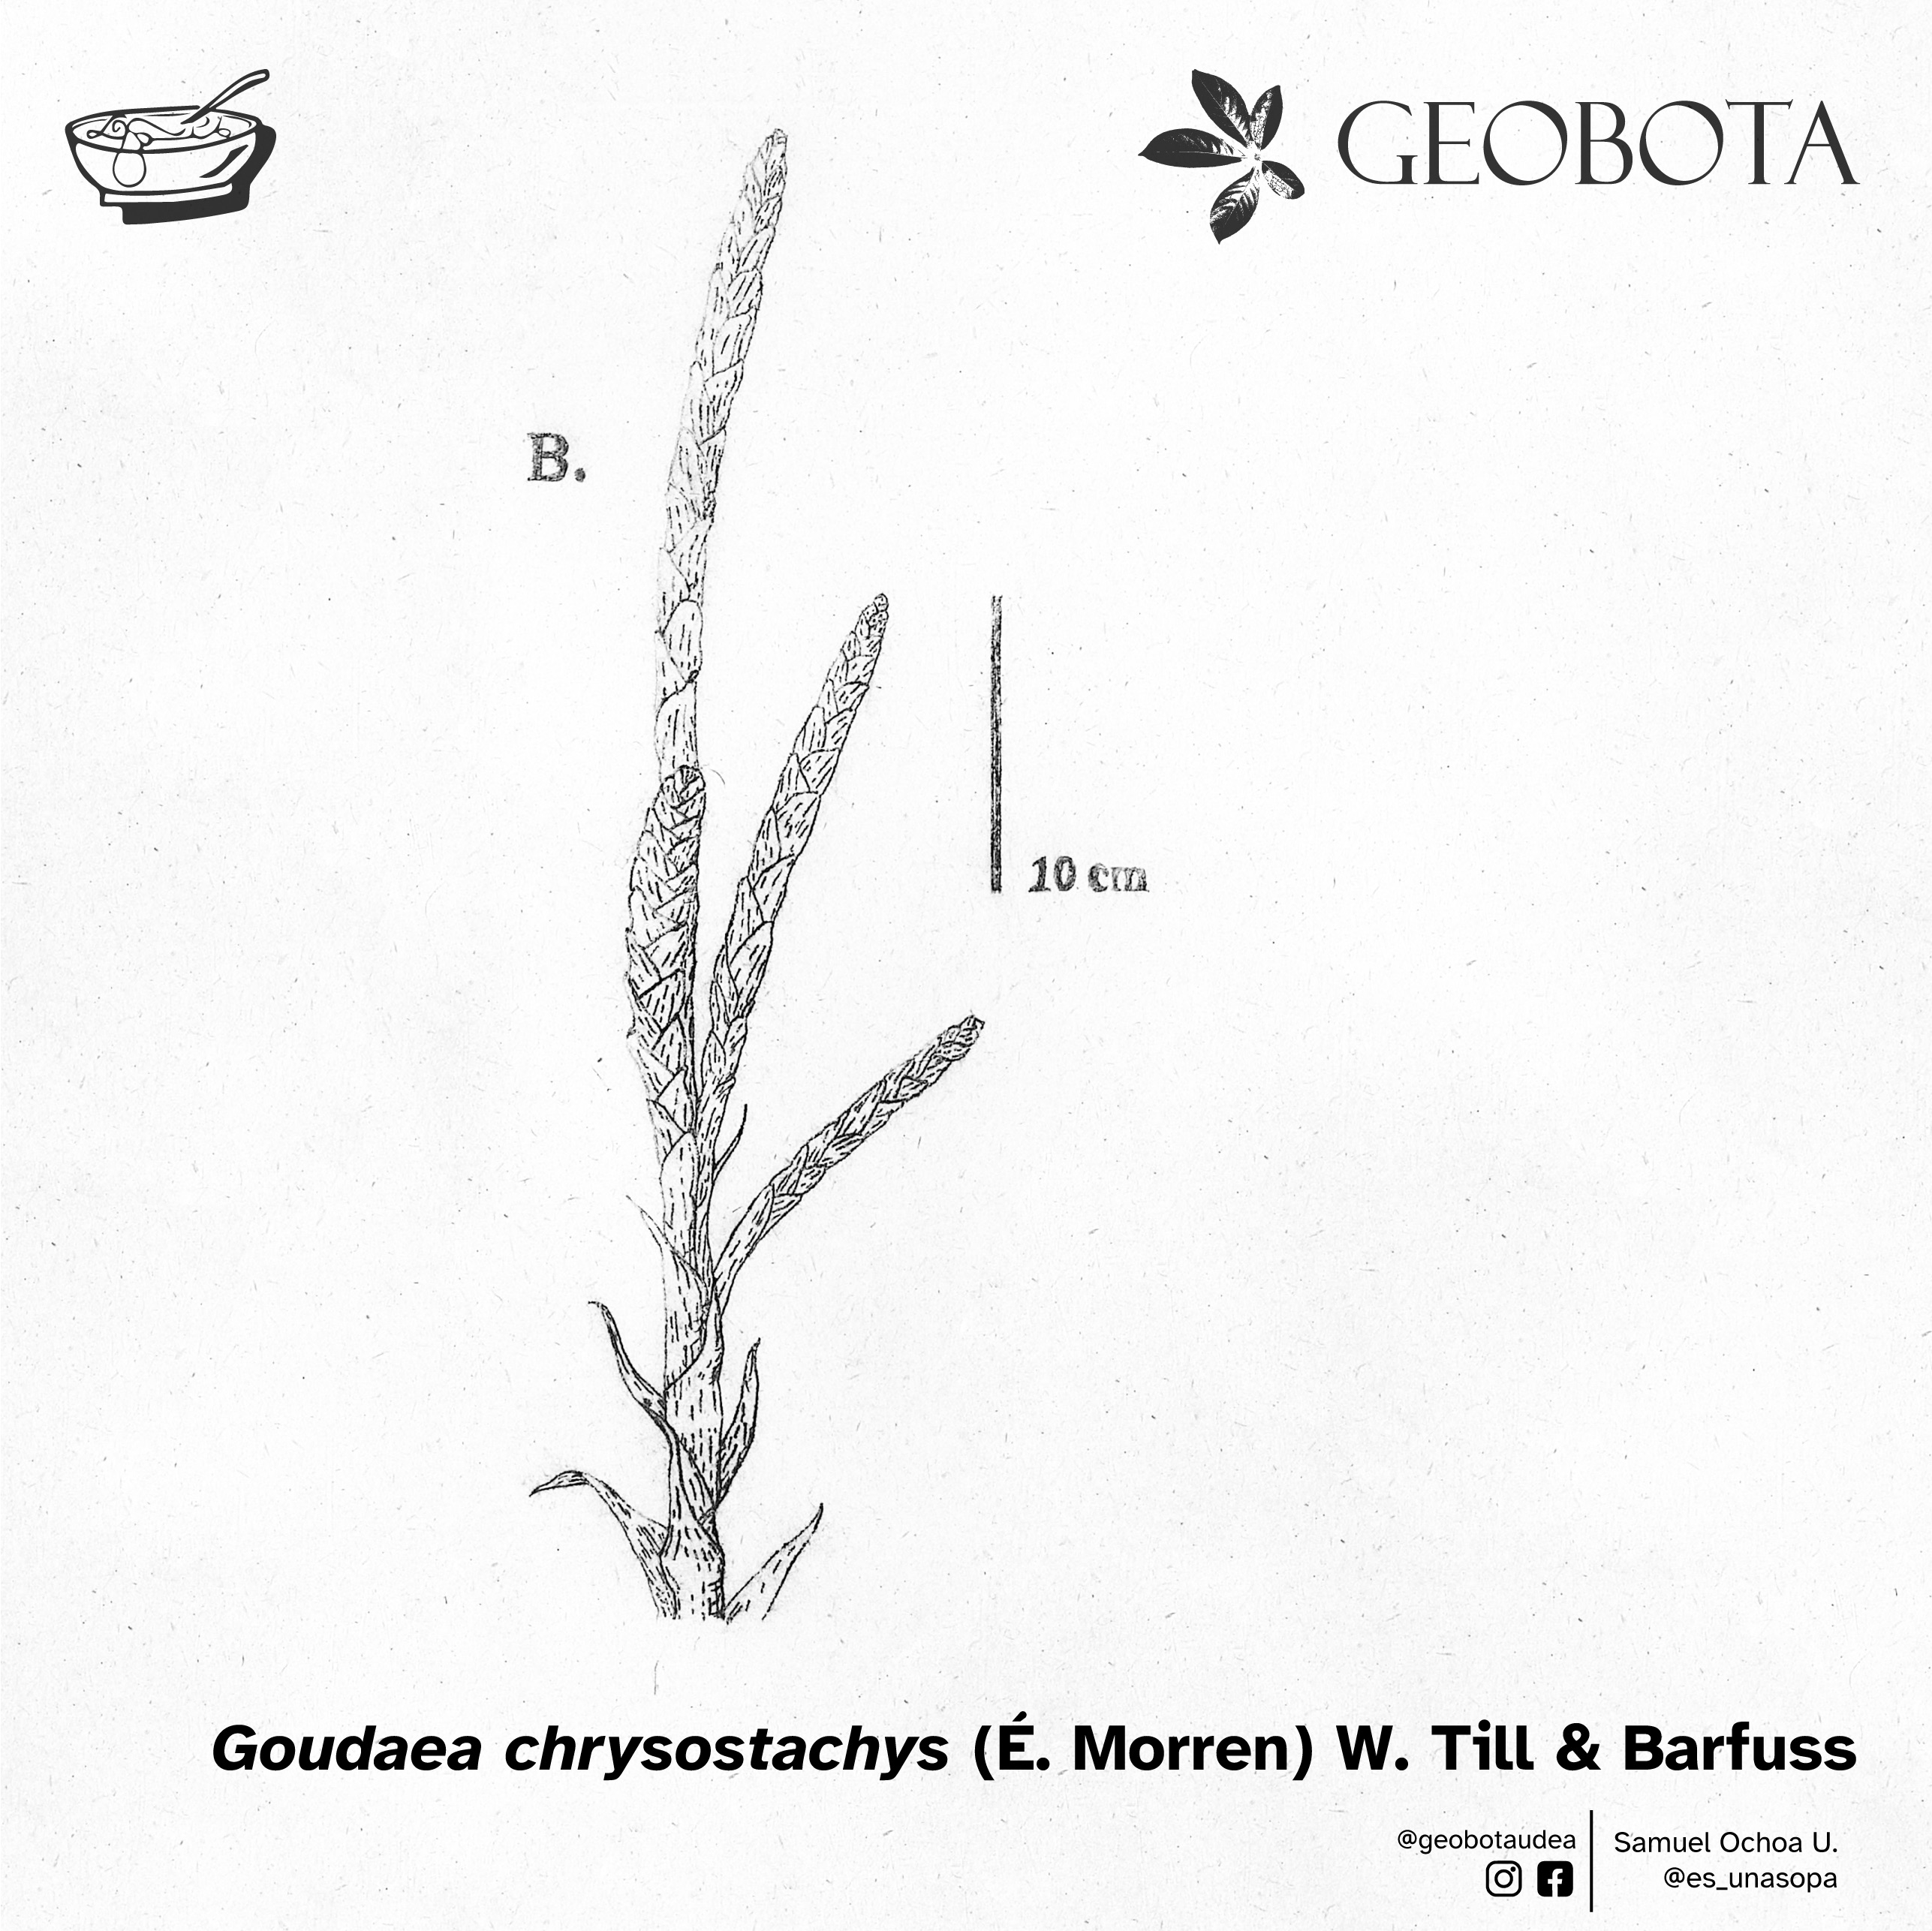 GEOBOTA
B.
10 cm
Goudaea chrysostachys (É. Morren) W. Till & Barfuss
@geobotaudea
Samuel Ochoa U.
@es_unasopa